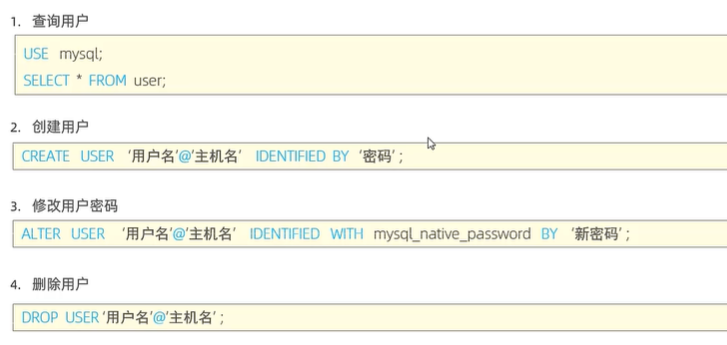 1. 查询用户
USE mysql;
SELECT * FROM user;
2. 创建用户
CREATE USER ‘用户名’@‘主机名’ IDENTIFIED BY ‘密码’ ;
3. 修改用户密码
ALTER USER ‘用户名’@‘主机名’ IDENTIFIED WITH mysql_native_password BY ‘新密码’ ;
4. 删除用户
DROP USER ‘用户名’@‘主机名’ ;